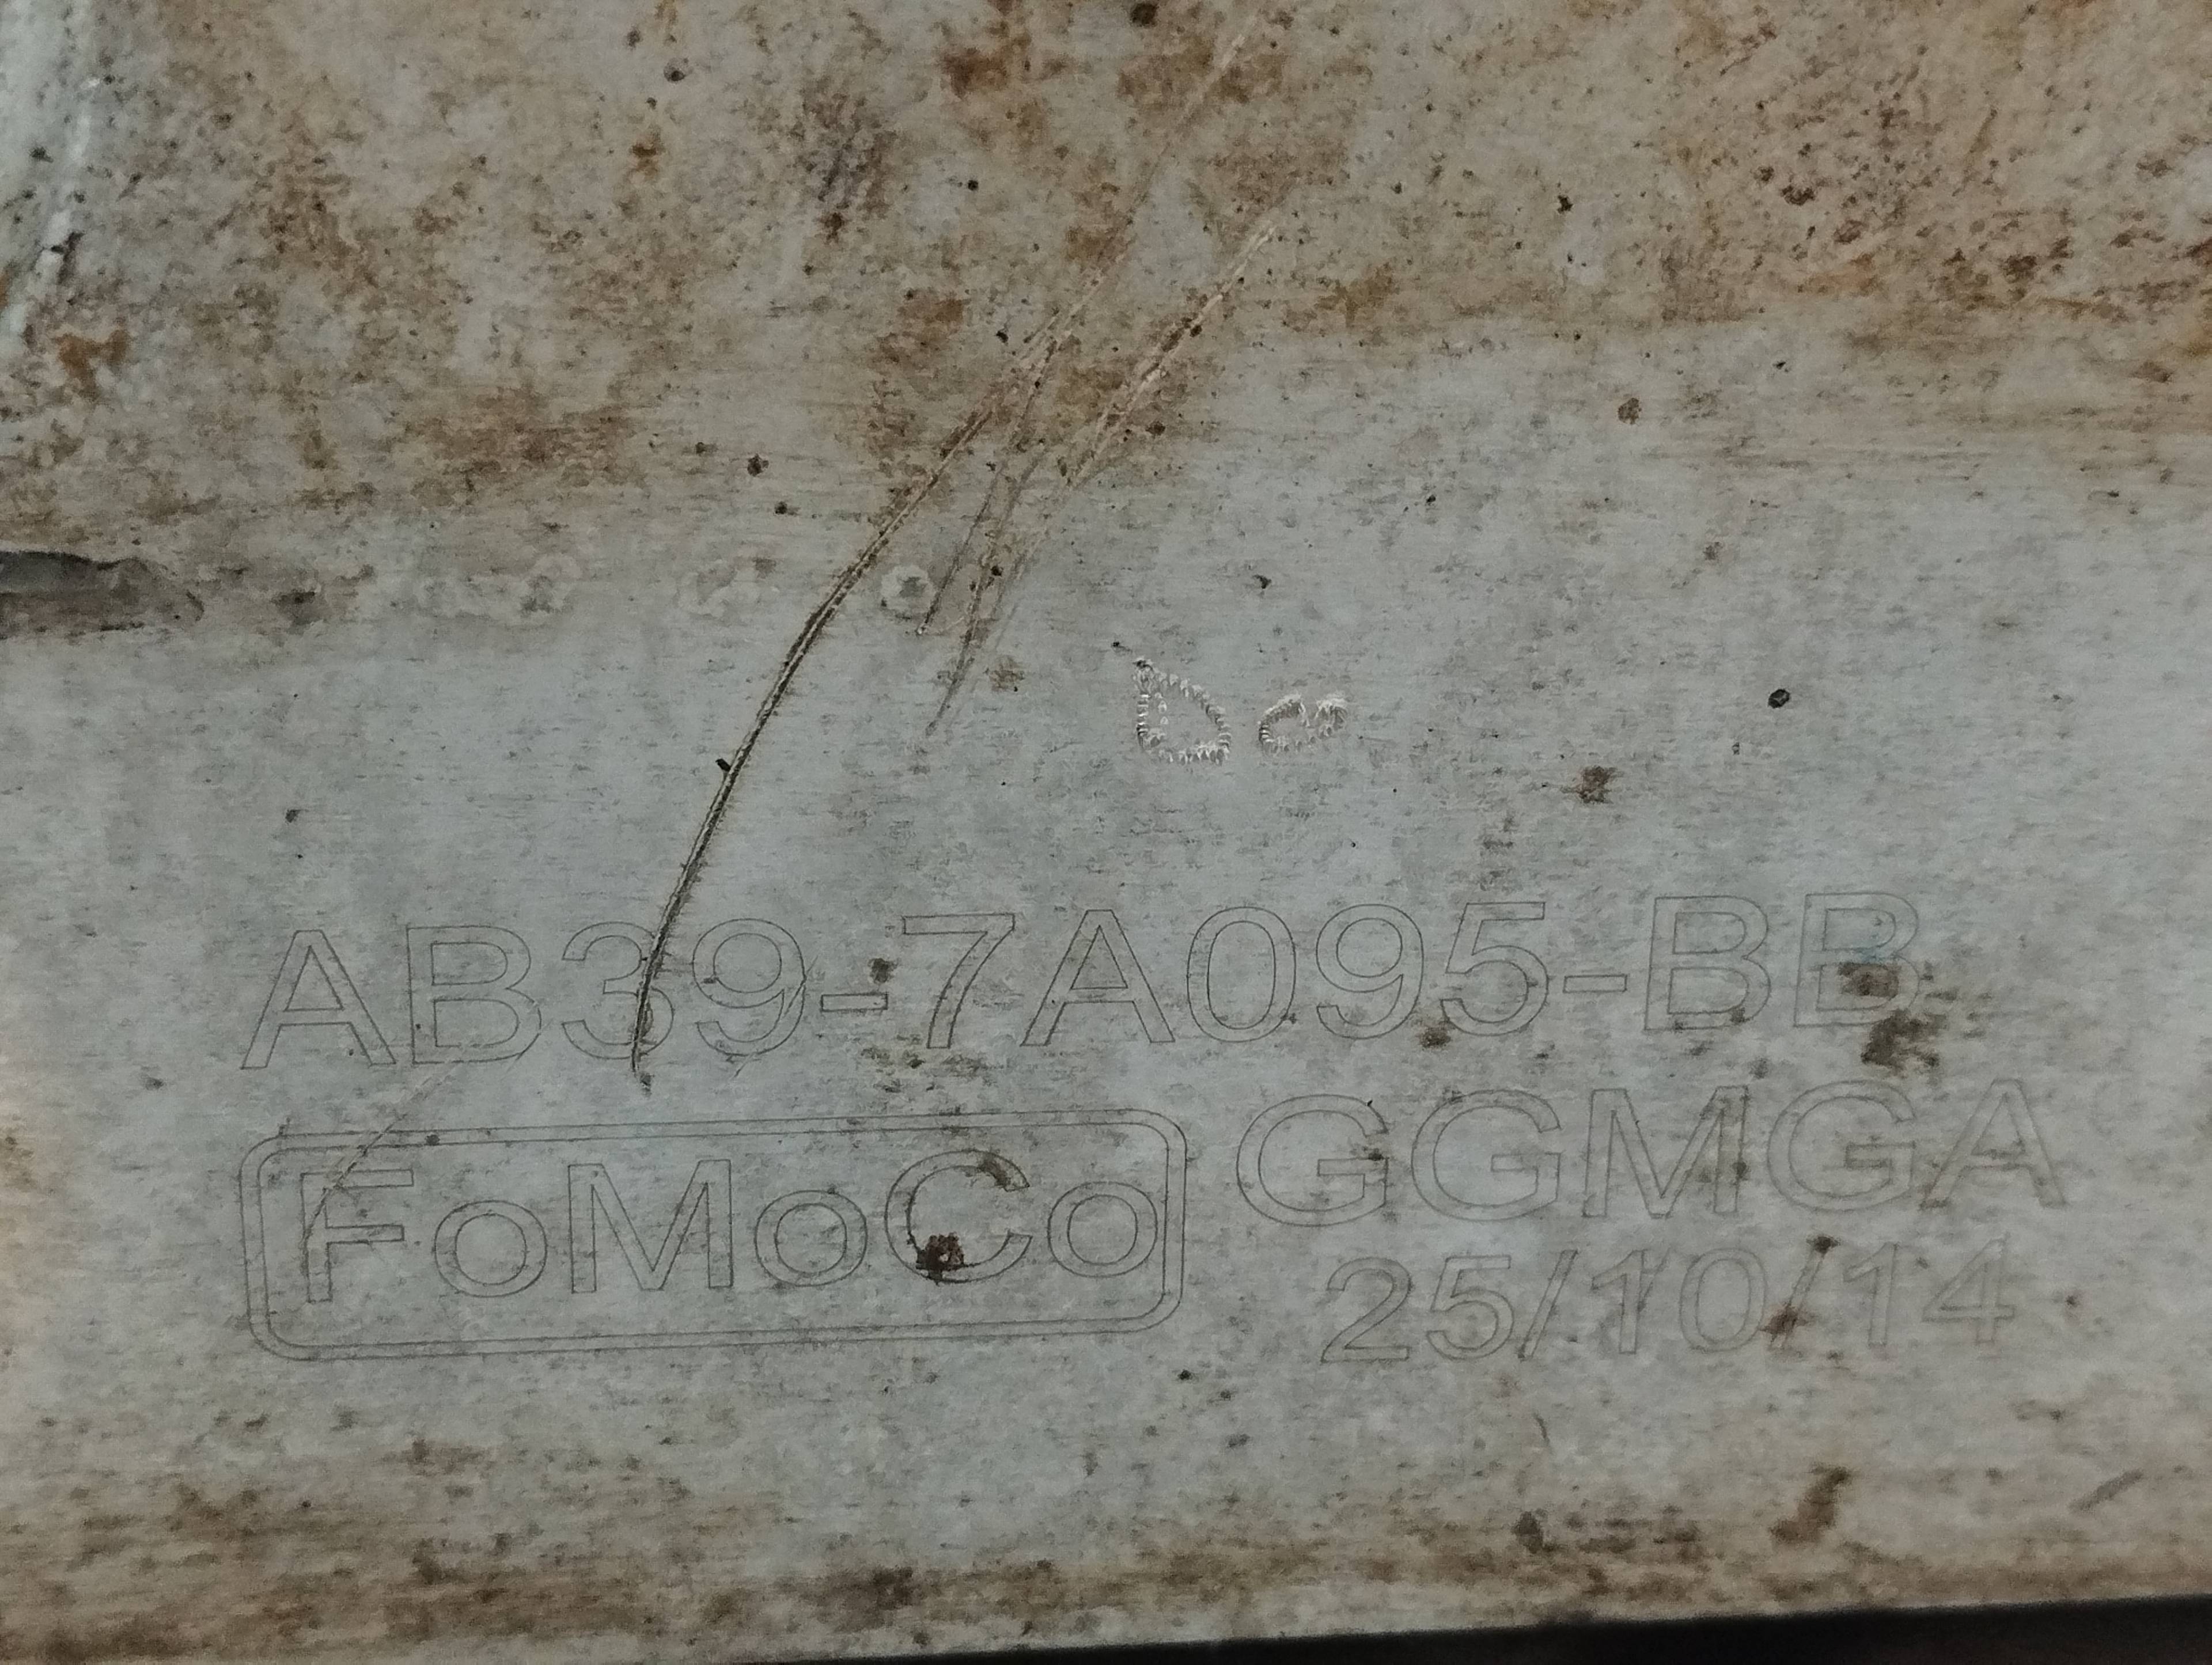 AB39-7A095-BB
FoMoCo
GGMGA
25/10/14